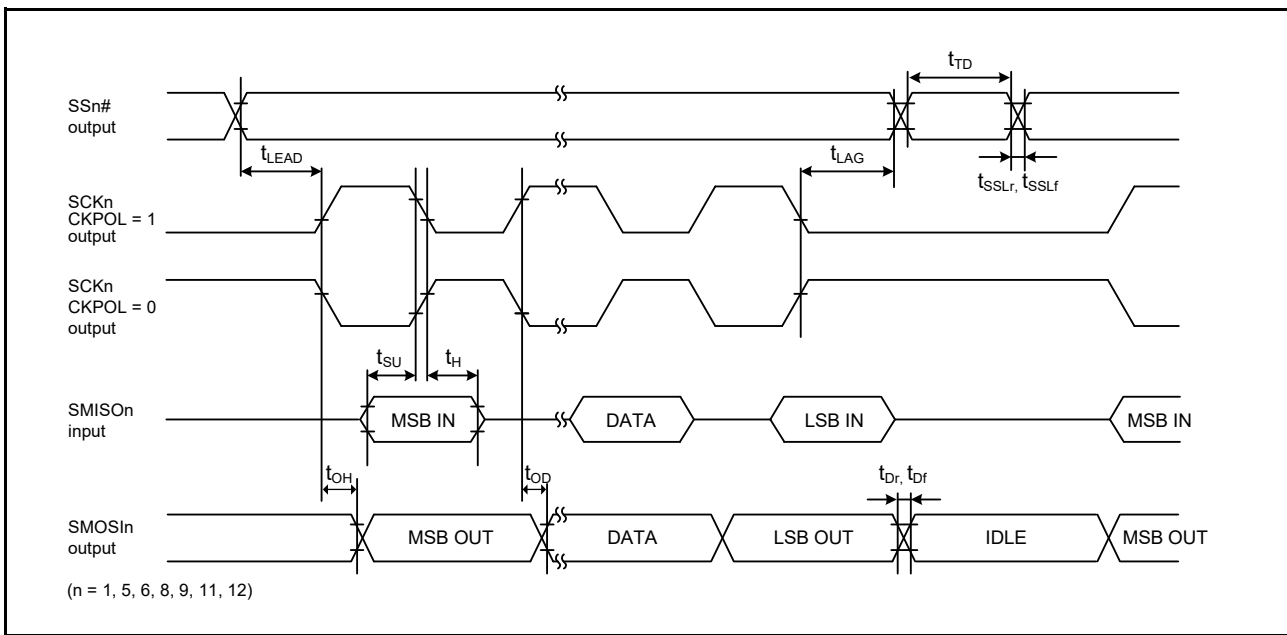 tTD
SSn#
output
tLEAD
tLAG
tSSLr, tSSLf
SCKn
CKPOL = 1
output
SCKn
CKPOL = 0
output
tSU
tH
SMISOn
input
MSB IN
DATA
LSB IN
MSB IN
tOH
tOD
tDr, tDf
SMOSIn
output
MSB OUT
DATA
LSB OUT
IDLE
MSB OUT
(n = 1, 5, 6, 8, 9, 11, 12)